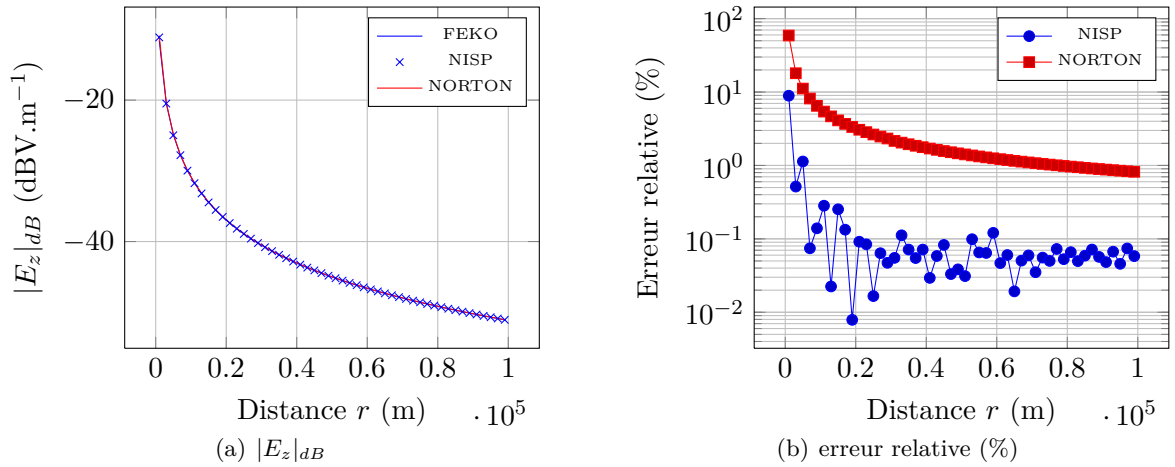 FEKO
NISP
NORTON
−20
−40
|E_z|_{dB} (dBV.m^{−1})
0 0.2 0.4 0.6 0.8 1
Distance r (m) ·10^5
(a) |E_z|_{dB}
NISP
NORTON
10^2
10^1
10^0
10^{−1}
10^{−2}
Erreur relative (%)
0 0.2 0.4 0.6 0.8 1
Distance r (m) ·10^5
(b) erreur relative (%)